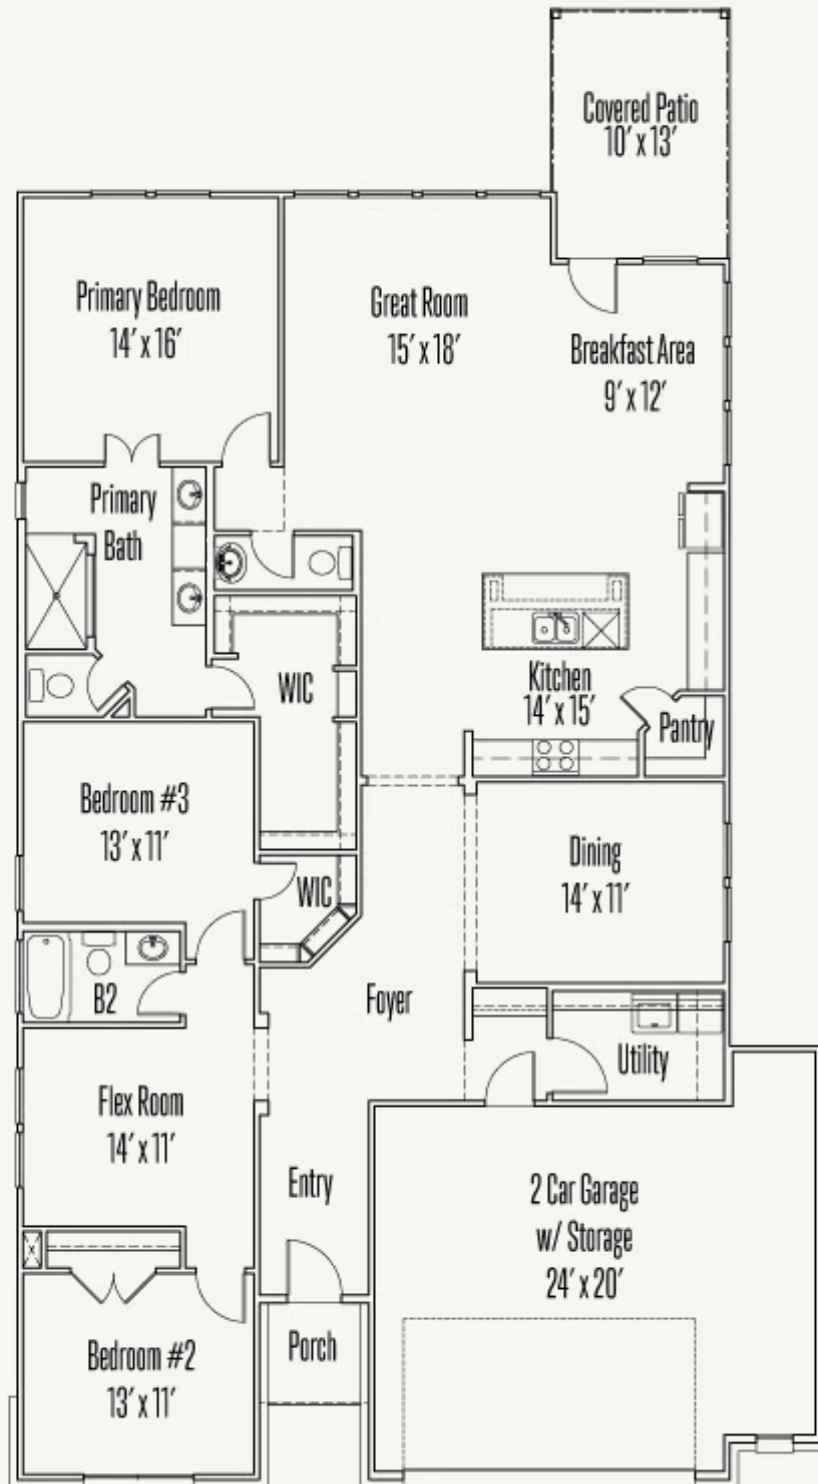 Covered Patio
10' x 13'
Primary Bedroom
14' x 16'
Great Room
15' x 18'
Breakfast Area
9' x 12'
Primary
Bath
WIC
Kitchen
14' x 15'
Pantry
Bedroom #3
13' x 11'
WIC
Dining
14' x 11'
B2
Foyer
Utility
Flex Room
14' x 11'
Entry
2 Car Garage
w/ Storage
24' x 20'
Porch
Bedroom #2
13' x 11'